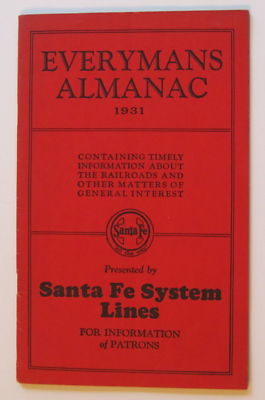 EVERYMANS
ALMANAC
1931
CONTAINING TIMELY
INFORMATION ABOUT
THE RAILROADS AND
OTHER MATTERS OF
GENERAL INTEREST
Santa Fe
Presented by
Santa Fe System
Lines
FOR INFORMATION
of PATRONS